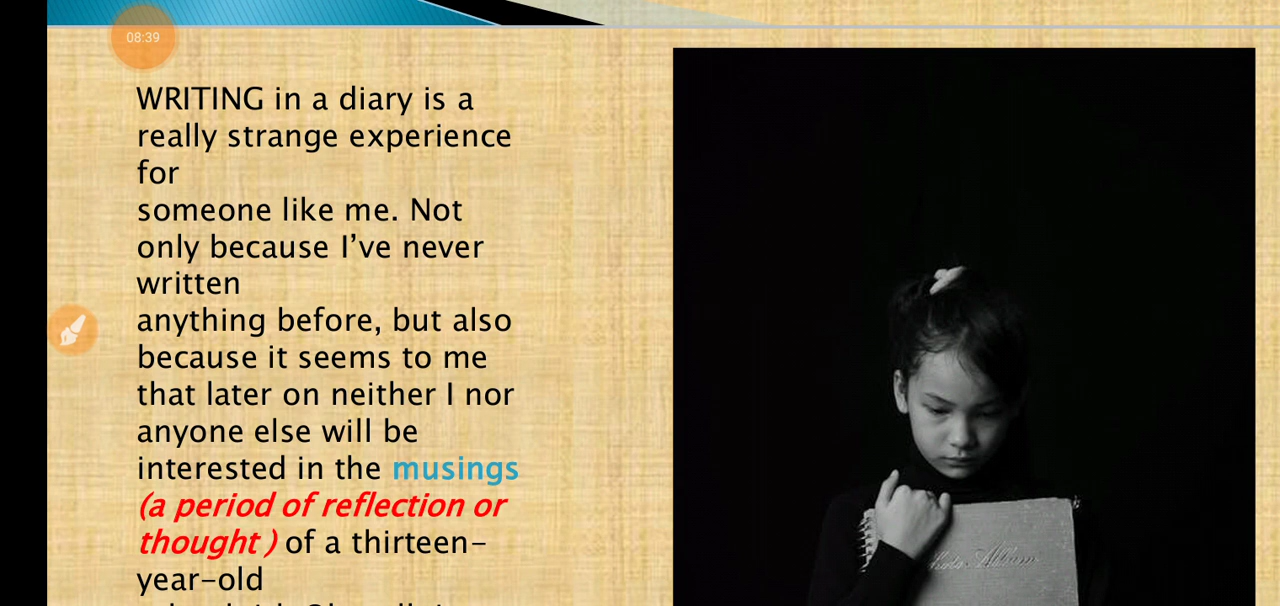 08:39
WRITING in a diary is a
really strange experience
for
someone like me. Not
only because I’ve never
written
anything before, but also
because it seems to me
that later on neither I nor
anyone else will be
interested in the musings
(a period of reflection or
thought ) of a thirteen-
year-old